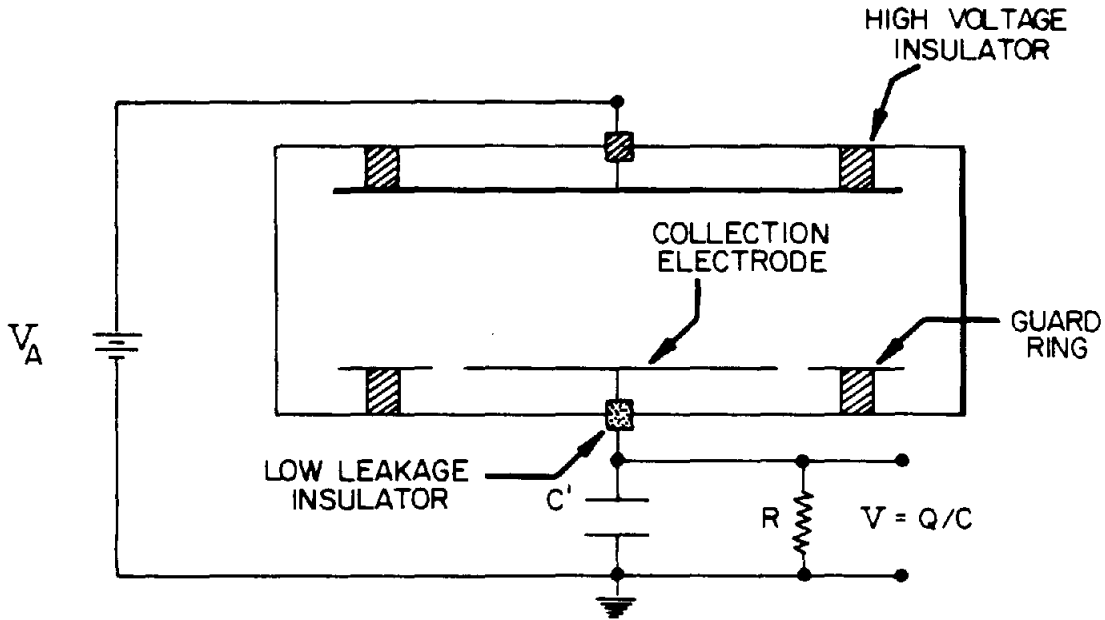 HIGH VOLTAGE
INSULATOR
COLLECTION
ELECTRODE
GUARD
RING
V_A
LOW LEAKAGE
INSULATOR
C'
R
V = Q/C